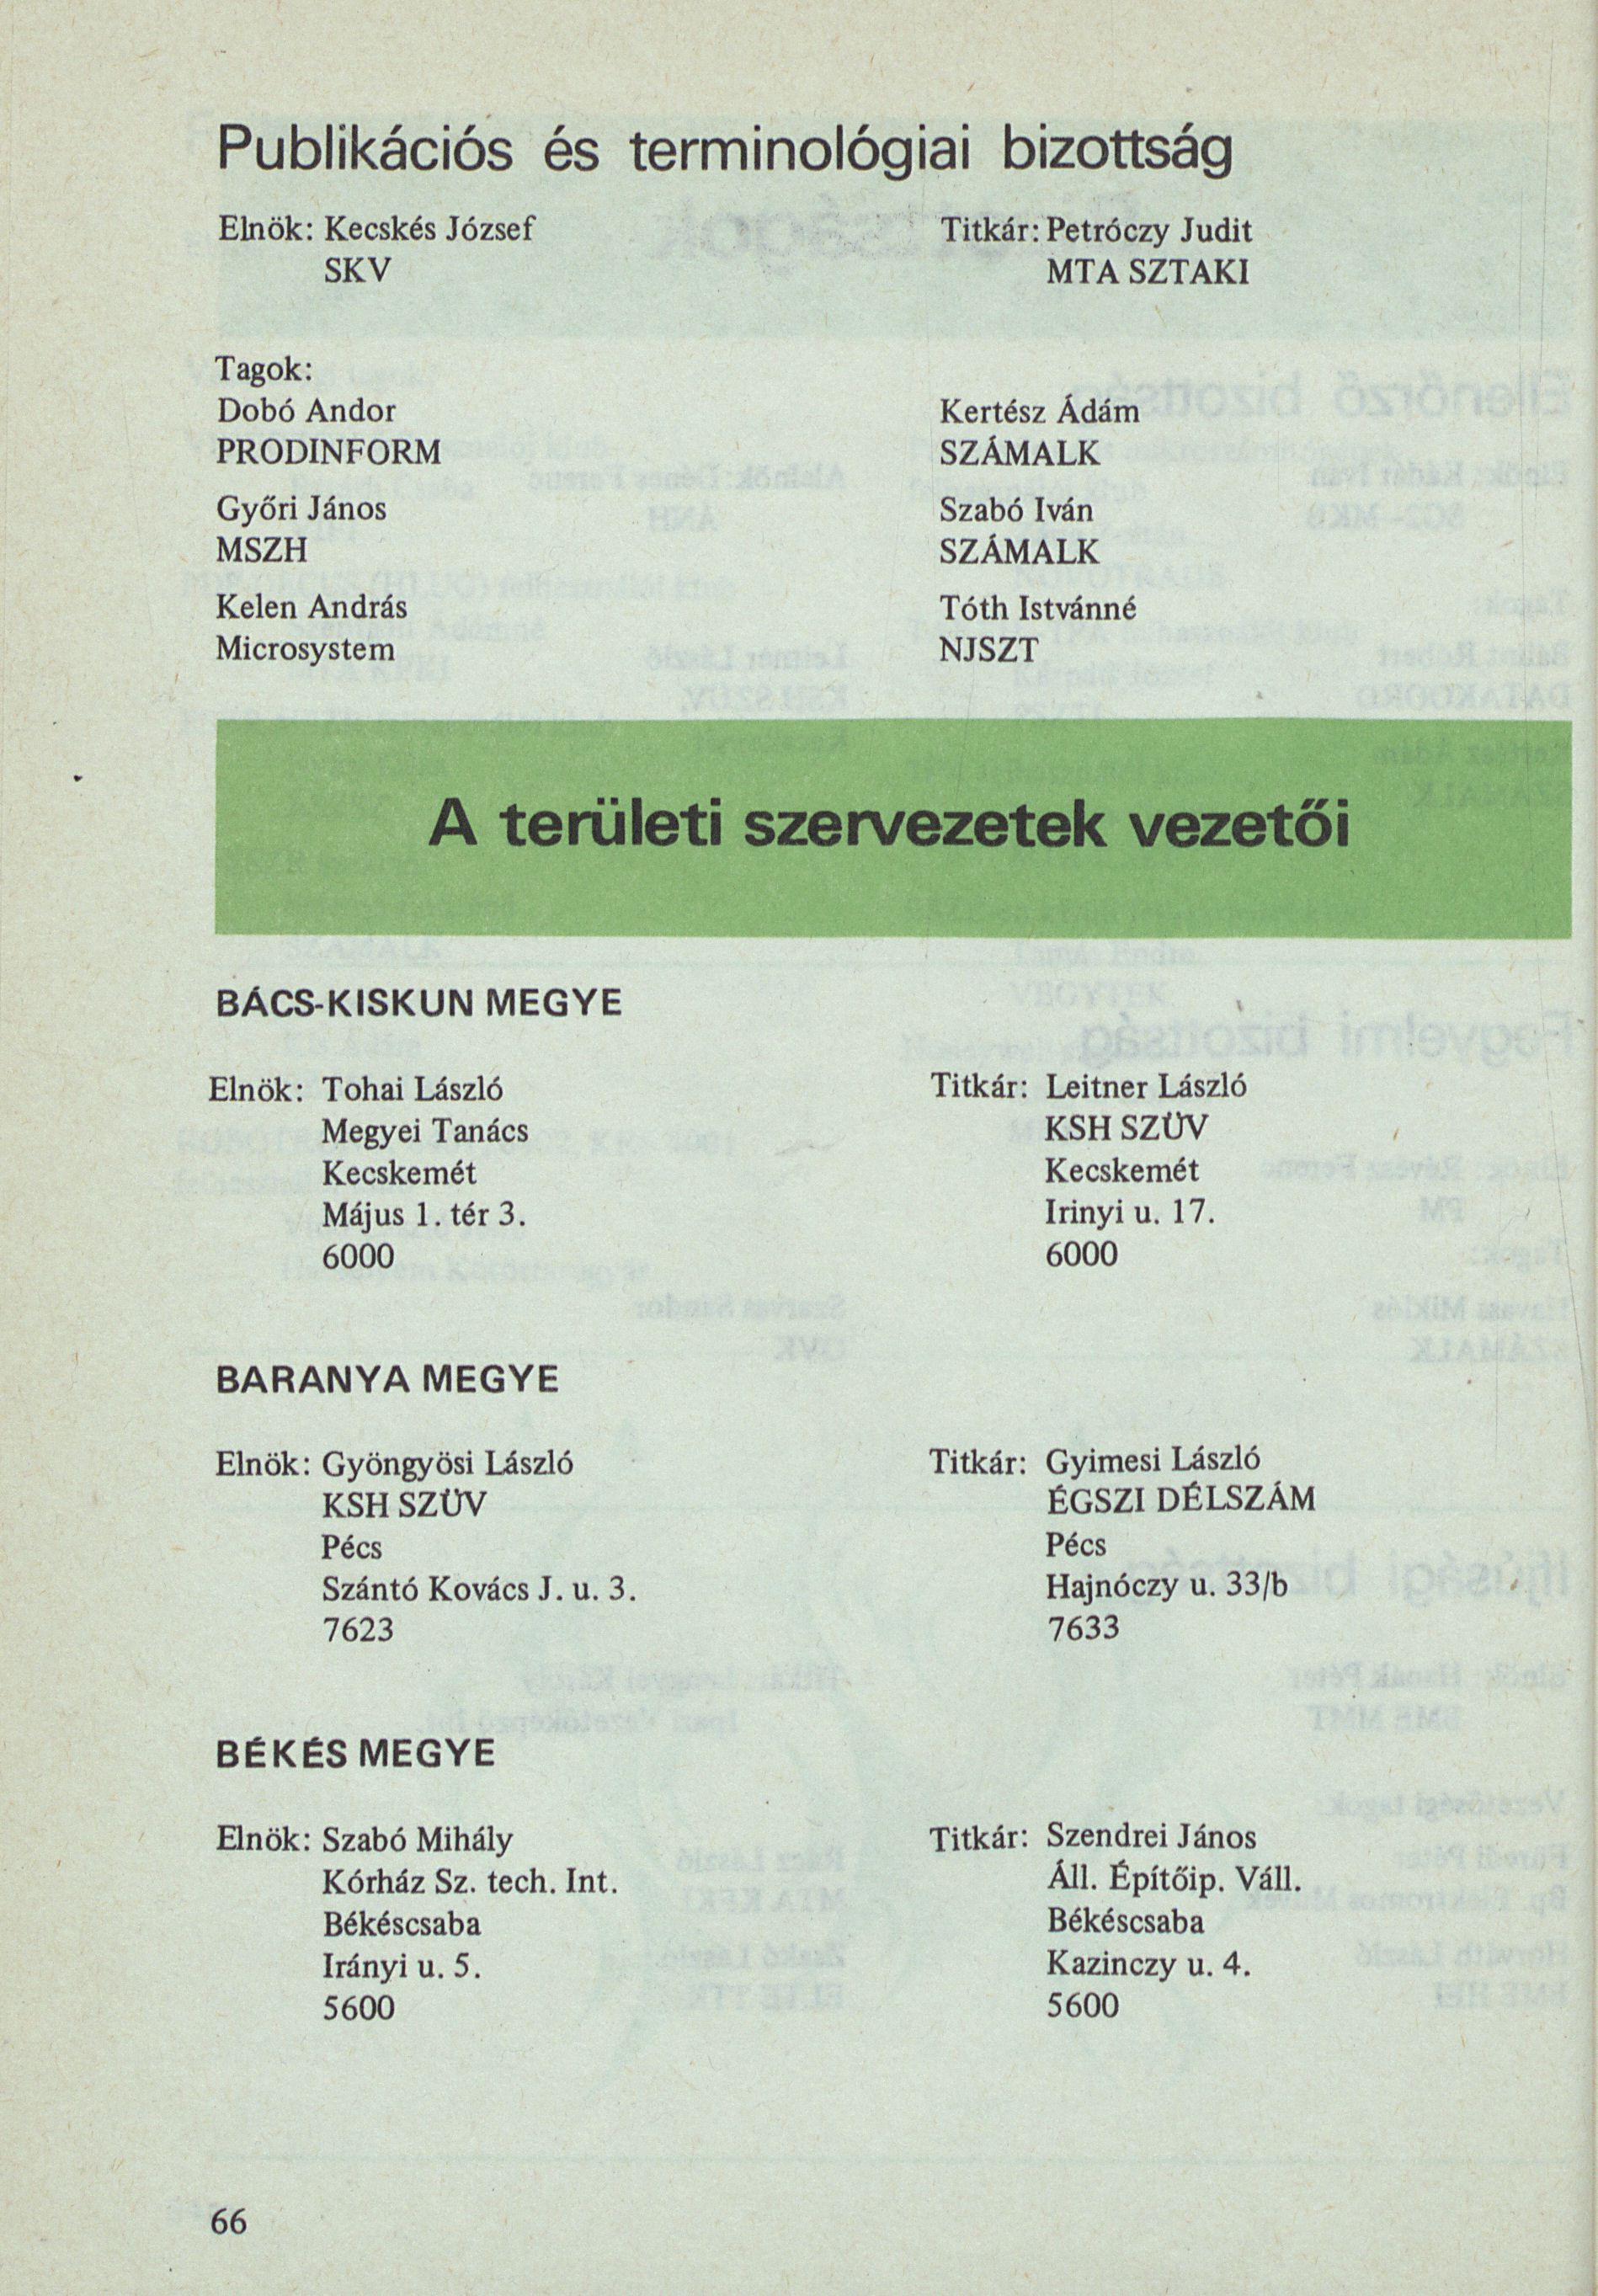 Publikációs és terminológiai bizottság
Elnök: Kecskés József
SKV
Titkár: Petróczy Judit
MTA SZTAKI
Tagok:
Dobó Andor
PRODINFORM
Győri János
MSZH
Kelen András
Microsystem
Kertész Ádám
SZÁMALK
Szabó Iván
SZÁMALK
Tóth Istvánné
NJSZT
A területi szervezetek vezetői
BÁCS-KISKUN MEGYE
Elnök: Tohai László
Megyei Tanács
Kecskemét
Május 1. tér 3.
6000
Titkár: Leitner László
KSH SZÜV
Kecskemét
Irinyi u. 17.
6000
BARANYA MEGYE
Elnök: Gyöngyösi László
KSH SZÜV
Pécs
Szántó Kovács J. u. 3.
7623
Titkár: Gyimesi László
ÉGSZI DÉLSZÁM
Pécs
Hajnóczy u. 33/b
7633
BÉKÉS MEGYE
Elnök: Szabó Mihály
Kórház Sz. tech. Int.
Békéscsaba
Irányi u. 5.
5600
Titkár: Szendrei János
Áll. Építőip. Váll.
Békéscsaba
Kazinczy u. 4.
5600
66